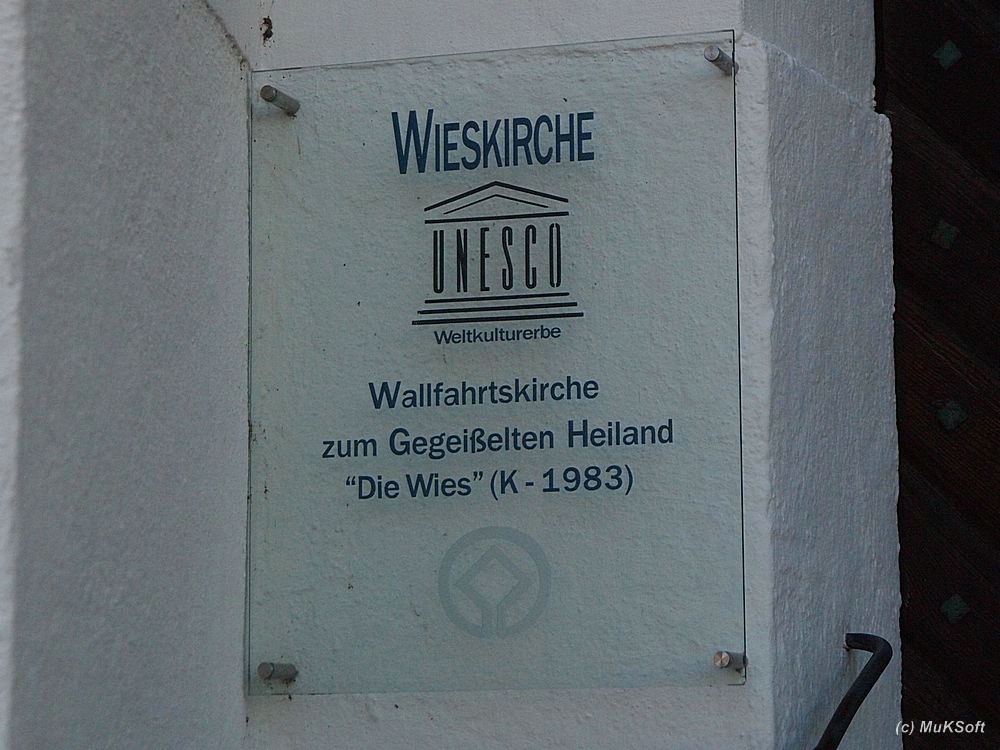 WIESKIRCHE
UNESCO
Weltkulturerbe
Wallfahrtskirche
zum Gegeißelten Heiland
“Die Wies” (K - 1983)
(c) MuKSoft